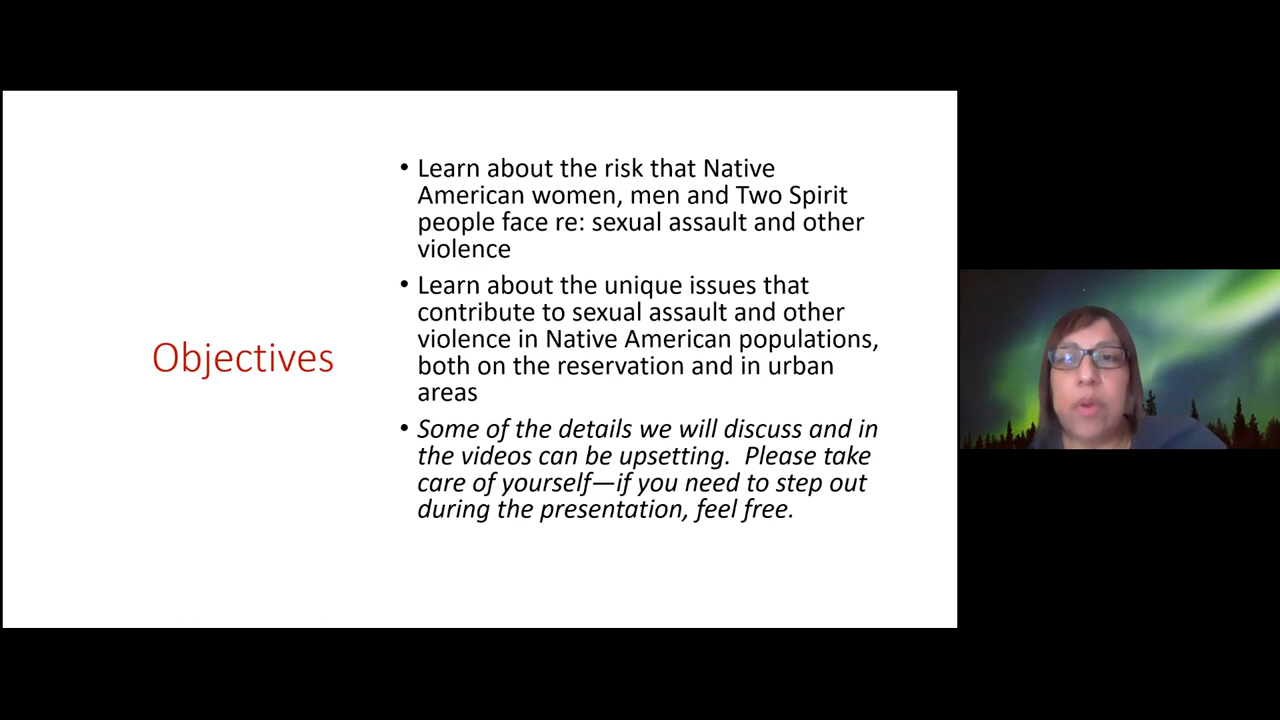 Objectives
• Learn about the risk that Native
American women, men and Two Spirit
people face re: sexual assault and other
violence
• Learn about the unique issues that
contribute to sexual assault and other
violence in Native American populations,
both on the reservation and in urban
areas
• Some of the details we will discuss and in
the videos can be upsetting.  Please take
care of yourself—if you need to step out
during the presentation, feel free.